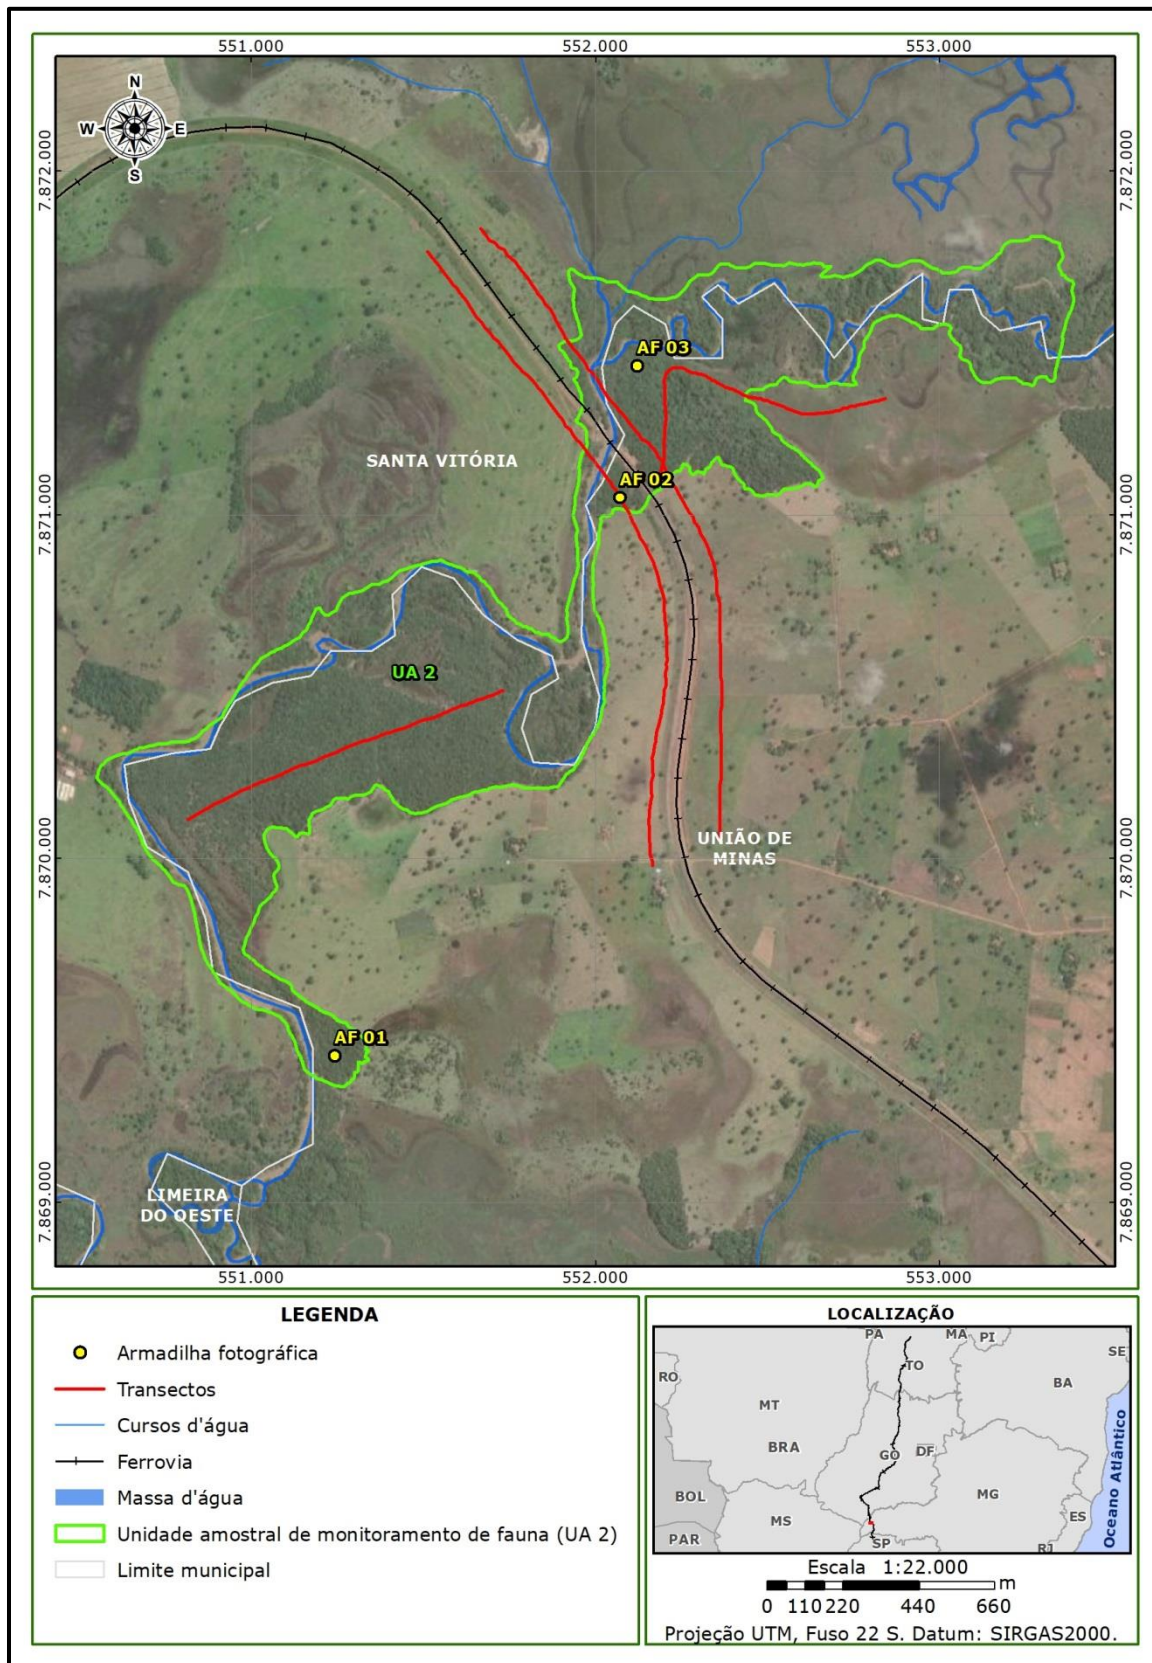 551.000
552.000
553.000
N
W
E
S
7.872.000
7.872.000
AF 03
SANTA VITÓRIA
AF 02
7.871.000
7.871.000
UA 2
UNIÃO DE
MINAS
7.870.000
7.870.000
AF 01
LIMEIRA
DO OESTE
7.869.000
7.869.000
551.000
552.000
553.000
LEGENDA
Armadilha fotográfica
Transectos
Cursos d'água
Ferrovia
Massa d'água
Unidade amostral de monitoramento de fauna (UA 2)
Limite municipal
LOCALIZAÇÃO
PA
MA
PI
SE
TO
RO
BA
MT
BRA
GO
DF
BOL
MG
MS
ES
PAR
SP
RJ
Oceano Atlântico
Escala 1:22.000
m
0 110 220 440 660
Projeção UTM, Fuso 22 S. Datum: SIRGAS2000.